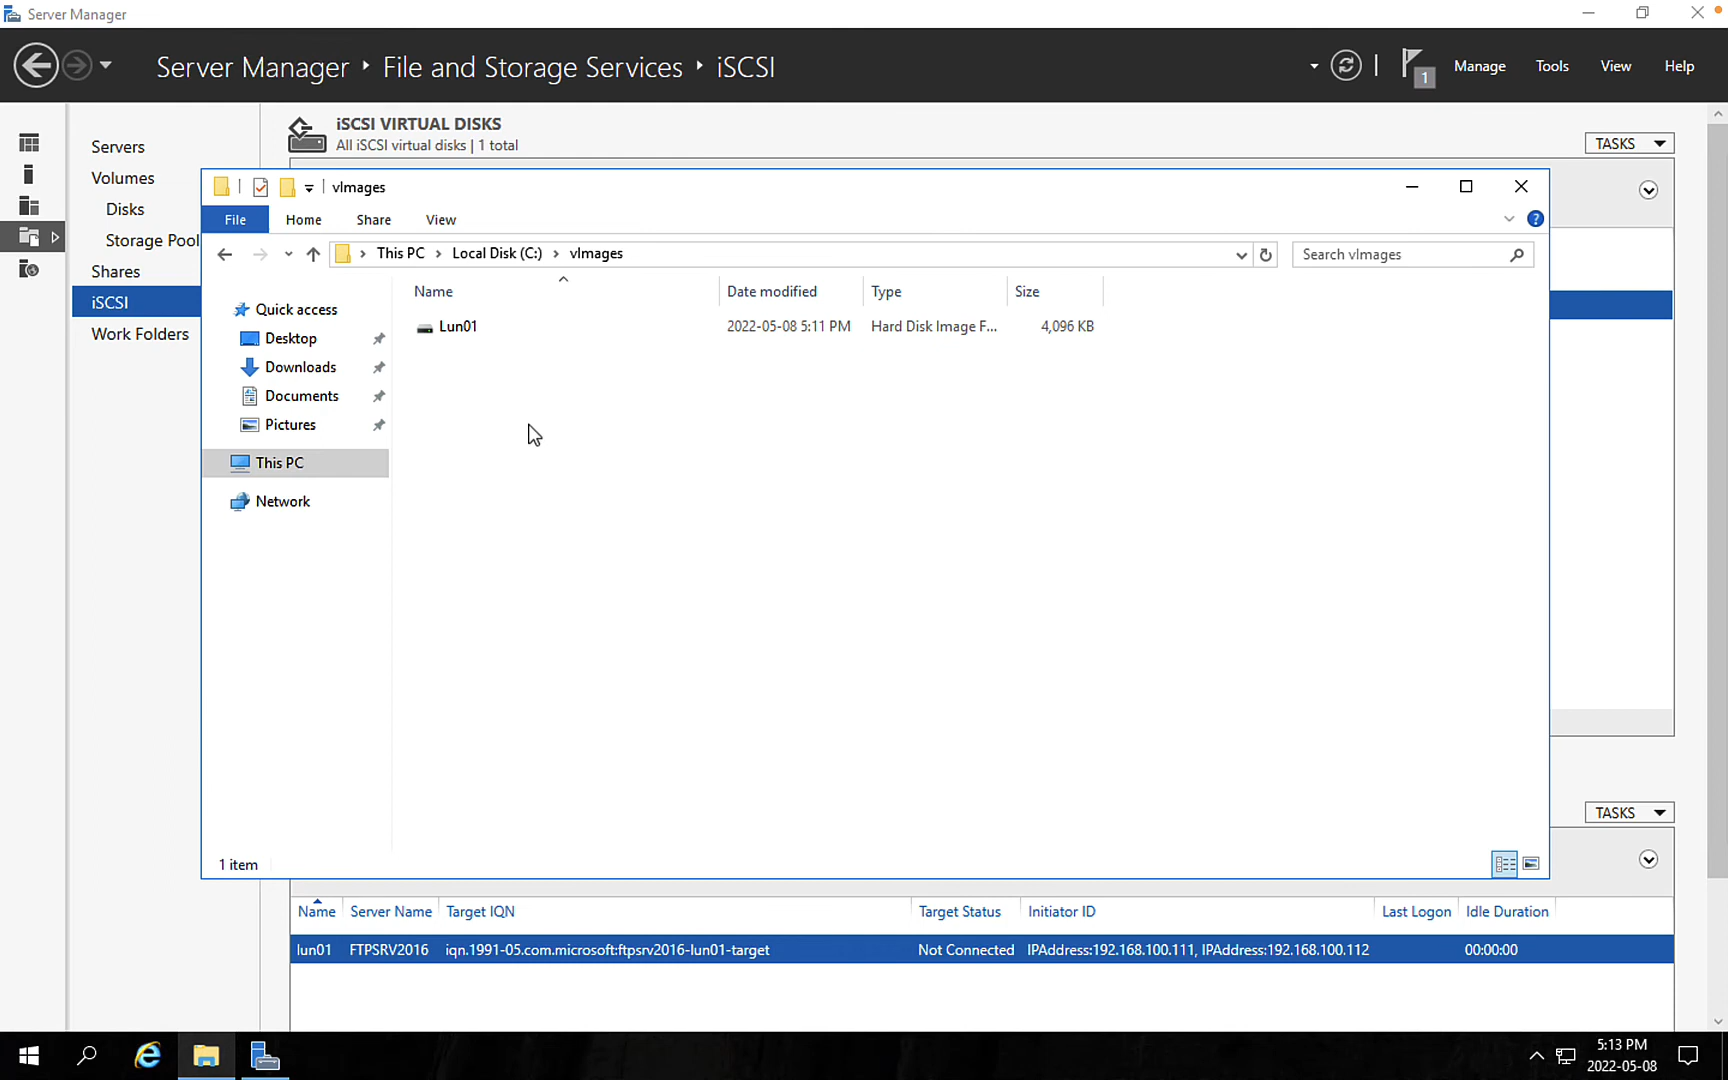 Server Manager
Server Manager ‣ File and Storage Services ‣ iSCSI
1
Manage
Tools
View
Help
Servers
Volumes
Disks
Storage Pool
Shares
iSCSI
Work Folders
iSCSI VIRTUAL DISKS
All iSCSI virtual disks | 1 total
TASKS
vImages
File
Home
Share
View
This PC › Local Disk (C:) › vImages
Search vImages
Quick access
Desktop
Downloads
Documents
Pictures
This PC
Network
Name Date modified Type Size
Lun01 2022-05-08 5:11 PM Hard Disk Image F... 4,096 KB
1 item
TASKS
Name Server Name Target IQN Target Status Initiator ID Last Logon Idle Duration
lun01 FTPSRV2016 iqn.1991-05.com.microsoft:ftpsrv2016-lun01-target Not Connected IPAddress:192.168.100.111, IPAddress:192.168.100.112 00:00:00
5:13 PM
2022-05-08